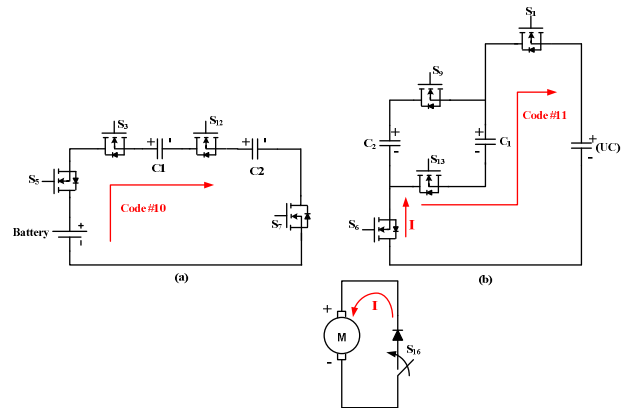 S1
S9
S3
S12
Code #11
+ ' + '
C2 + - + C1 -
+ (UC) -
C1 C2
S13
S5
Code #10
S7
S6
I
Battery + -
(a)
(b)
+ I
M
S16
-